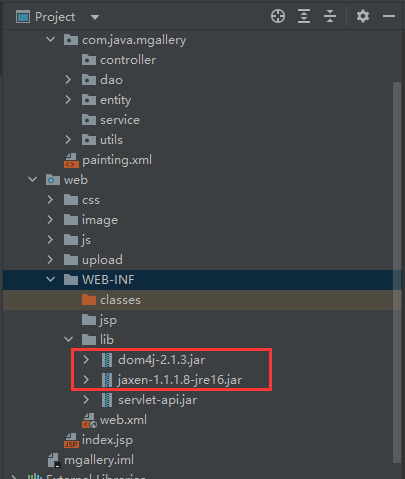 Project
com.java.mgallery
controller
dao
entity
service
utils
painting.xml
web
css
image
js
upload
WEB-INF
classes
jsp
lib
dom4j-2.1.3.jar
jaxen-1.1.1.8-jre16.jar
servlet-api.jar
web.xml
index.jsp
mgallery.iml
External Libraries